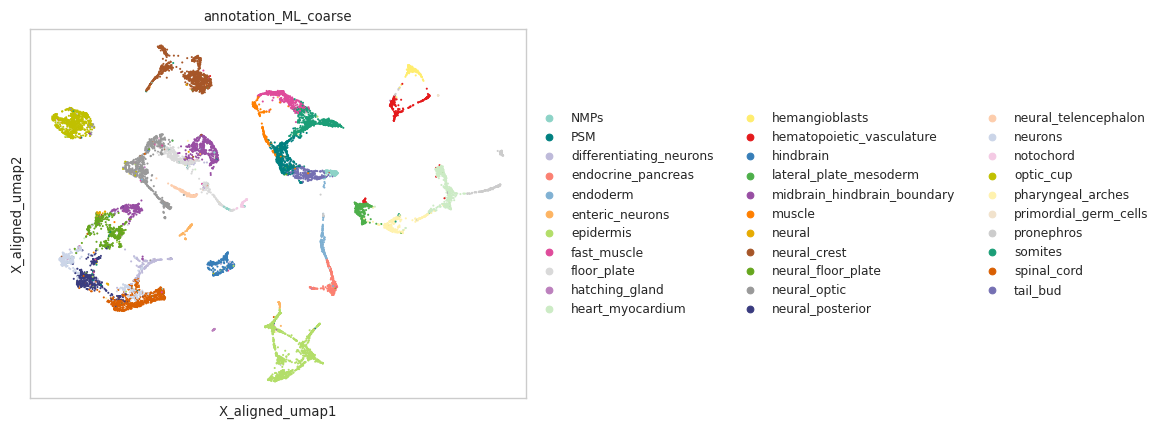 annotation_ML_coarse
X_aligned_umap2
X_aligned_umap1
NMPs
PSM
differentiating_neurons
endocrine_pancreas
endoderm
enteric_neurons
epidermis
fast_muscle
floor_plate
hatching_gland
heart_myocardium
hemangioblasts
hematopoietic_vasculature
hindbrain
lateral_plate_mesoderm
midbrain_hindbrain_boundary
muscle
neural
neural_crest
neural_floor_plate
neural_optic
neural_posterior
neural_telencephalon
neurons
notochord
optic_cup
pharyngeal_arches
primordial_germ_cells
pronephros
somites
spinal_cord
tail_bud